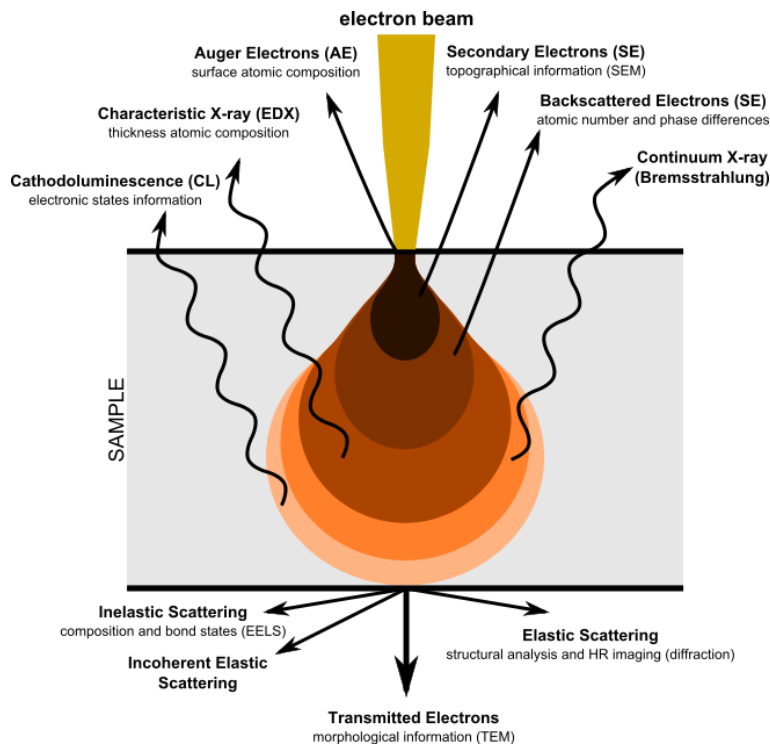 electron beam
Auger Electrons (AE)
surface atomic composition
Secondary Electrons (SE)
topographical information (SEM)
Characteristic X-ray (EDX)
thickness atomic composition
Backscattered Electrons (SE)
atomic number and phase differences
Cathodoluminescence (CL)
electronic states information
Continuum X-ray
(Bremsstrahlung)
SAMPLE
Inelastic Scattering
composition and bond states (EELS)
Incoherent Elastic
Scattering
Elastic Scattering
structural analysis and HR imaging (diffraction)
Transmitted Electrons
morphological information (TEM)